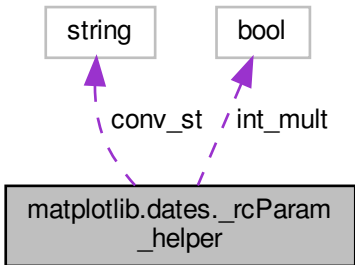 string
bool
conv_st
int_mult
matplotlib.dates._rcParam
_helper